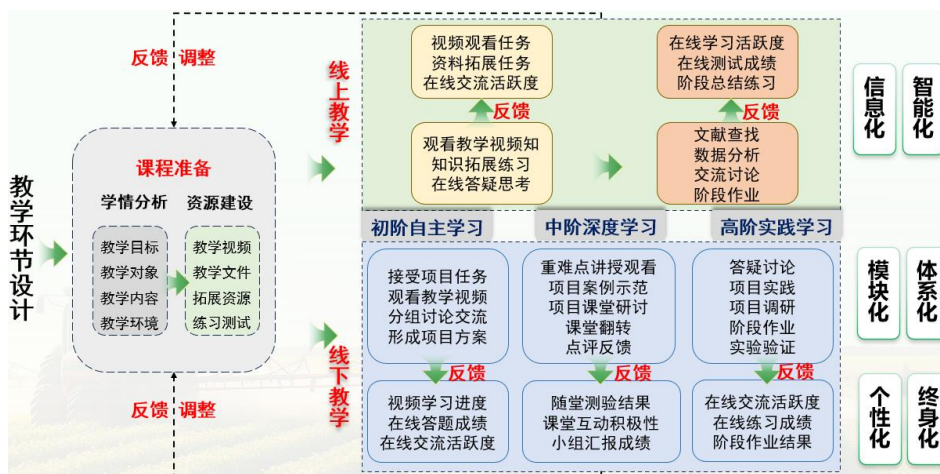 教学环节设计
反馈 调整
课程准备
学情分析
教学目标
教学对象
教学内容
教学环境
资源建设
教学视频
教学文件
拓展资源
练习测试
反馈 调整
线上教学
视频观看任务
资料拓展任务
在线交流活跃度
反馈
观看教学视频知
知识拓展练习
在线答疑思考
在线学习活跃度
在线测试成绩
阶段总结练习
反馈
文献查找
数据分析
交流讨论
阶段作业
初阶自主学习
中阶深度学习
高阶实践学习
线下教学
接受项目任务
观看教学视频
分组讨论交流
形成项目方案
反馈
视频学习进度
在线答题成绩
在线交流活跃度
重难点讲授观看
项目案例示范
项目课堂研讨
课堂翻转
点评反馈
反馈
随堂测验结果
课堂互动积极性
小组汇报成绩
答疑讨论
项目实践
项目调研
阶段作业
实验验证
反馈
在线交流活跃度
在线练习成绩
阶段作业结果
信息化
智能化
模块化
体系化
个性化
终身化